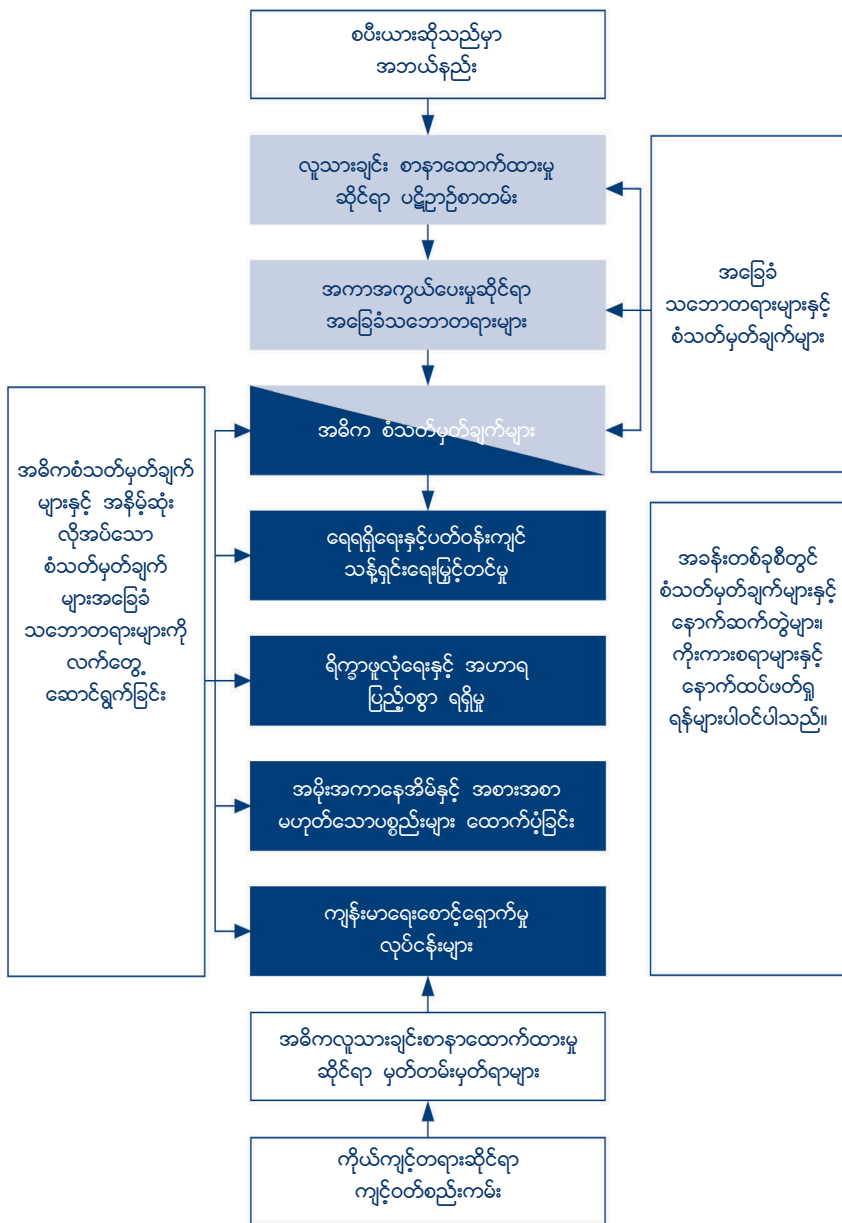 စပီးယားဆိုသည်မှာ
အဘယ်နည်း
လူသားချင်း စာနာထောက်ထားမှု
ဆိုင်ရာ ပဋိညာဉ်စာတမ်း
အကာအကွယ်ပေးမှုဆိုင်ရာ
အခြေခံသဘောတရားများ
အခြေခံ
သဘောတရားများနှင့်
စံသတ်မှတ်ချက်များ
အဓိက စံသတ်မှတ်ချက်များ
အဓိကစံသတ်မှတ်ချက်
များနှင့် အနိမ့်ဆုံး
လိုအပ်သော
စံသတ်မှတ်ချက်
များအခြေခံ
သဘောတရားများကို
လက်တွေ့
ဆောင်ရွက်ခြင်း
ရေရရှိရေးနှင့်ပတ်ဝန်းကျင်
သန့်ရှင်းရေးမြှင့်တင်မှု
ရိက္ခာဖူလုံရေးနှင့် အဟာရ
ပြည့်ဝစွာ ရရှိမှု
အမိုးအကာနေအိမ်နှင့် အစားအစာ
မဟုတ်သောပစ္စည်းများ ထောက်ပံ့ခြင်း
ကျန်းမာရေးစောင့်ရှောက်မှု
လုပ်ငန်းများ
အခန်းတစ်ခုစီတွင်
စံသတ်မှတ်ချက်များနှင့်
နောက်ဆက်တွဲများ၊
ကိုးကားစရာများနှင့်
နောက်ထပ်ဖတ်ရှု
ရန်များပါဝင်ပါသည်။
အဓိကလူသားချင်းစာနာထောက်ထားမှု
ဆိုင်ရာ မှတ်တမ်းမှတ်ရာများ
ကိုယ်ကျင့်တရားဆိုင်ရာ
ကျင့်ဝတ်စည်းကမ်း